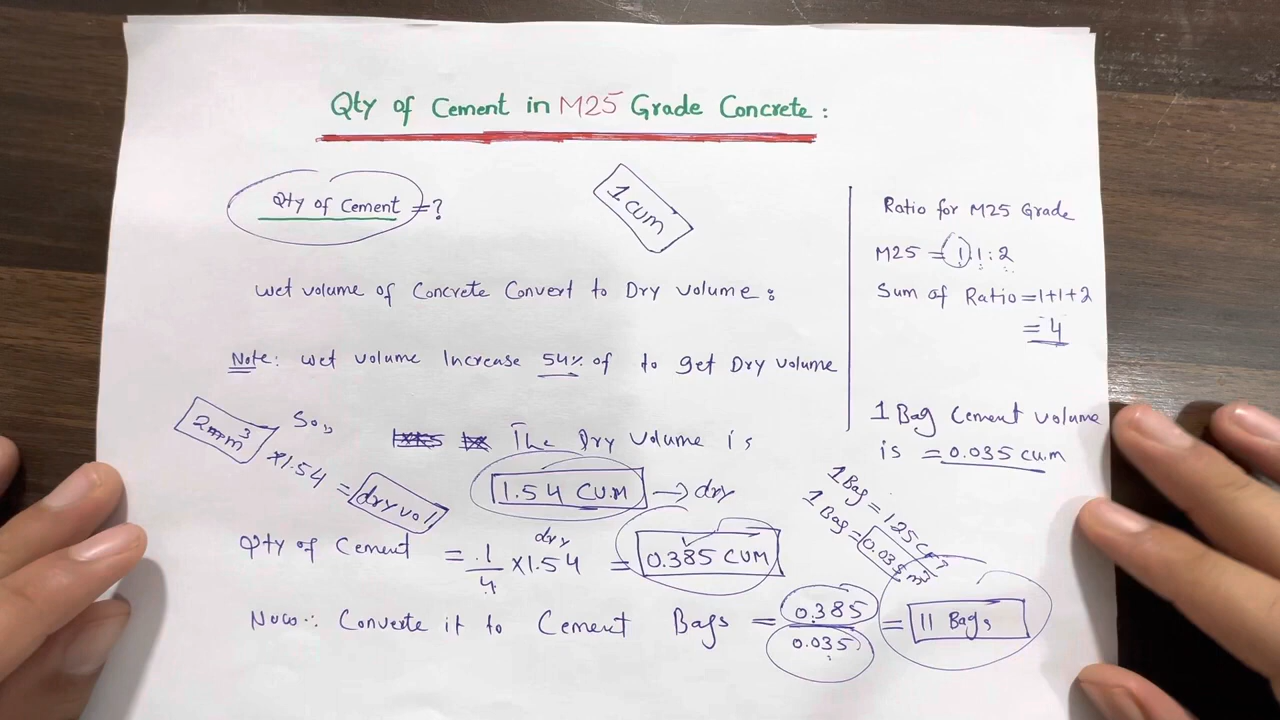 Qty of Cement in M25 Grade Concrete :
Qty of Cement = ?
1 CUM
Wet volume of Concrete Convert to Dry volume :
Note: Wet volume Increase 54% of to get Dry volume
So,,
The Dry Volume is
2m³
×1.54 = dry vol
1.54 CU.M → dry
Qty of Cement = 1/4 × 1.54 dry = 0.385 CUM
Now:- Converte it to Cement Bags = 0.385/0.035 = 11 Bags
Ratio for M25 Grade
M25 = 1:1:2
Sum of Ratio = 1+1+2
= 4
1 Bag Cement volume
is = 0.035 cu.m
1 Bag = 1.25 CFT
1 Bag = 0.035 m³